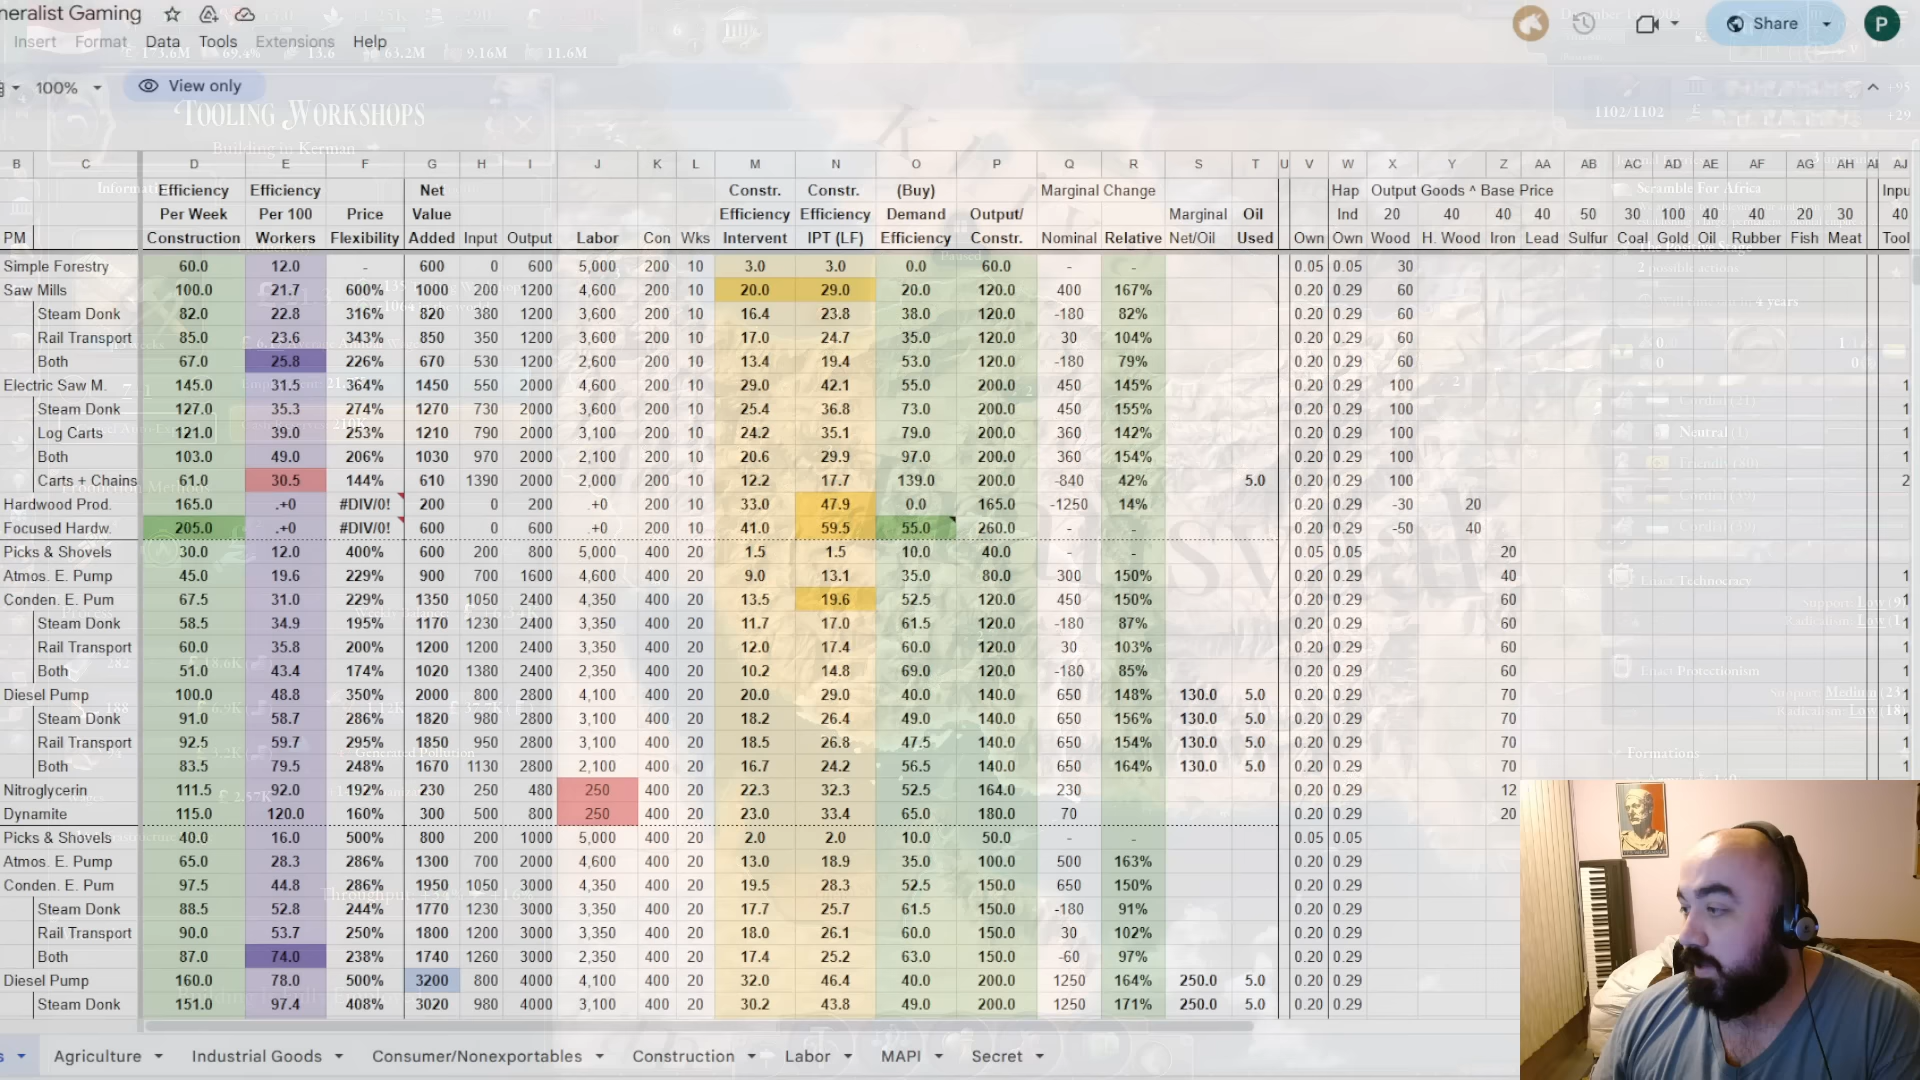 neralist Gaming
Insert Format Data Tools Extensions Help
100% View only Share P
TOOLING WORKSHOPS
Building in Kerman
1102/1102
B C D E F G H I J K L M N O P Q R S T U V W X Y Z AA AB AC AD AE AF AG AH AI AJ
Efficiency Efficiency Net Constr. Constr. (Buy) Marginal Change Hap Output Goods ^ Base Price Inpu
Per Week Per 100 Price Value Efficiency Efficiency Demand Output/ Marginal Oil Ind 20 40 40 40 50 30 100 40 40 20 30 40
PM Construction Workers Flexibility Added Input Output Labor Con Wks Intervent IPT (LF) Efficiency Constr. Nominal Relative Net/Oil Used Own Own Wood H. Wood Iron Lead Sulfur Coal Gold Oil Rubber Fish Meat Tool
Simple Forestry 60.0 12.0 - 600 0 600 5,000 200 10 3.0 3.0 0.0 60.0 - - 0.05 0.05 30
Saw Mills 100.0 21.7 600% 1000 200 1200 4,600 200 10 20.0 29.0 20.0 120.0 400 167% 0.20 0.29 60
Steam Donk 82.0 22.8 316% 820 380 1200 3,600 200 10 16.4 23.8 38.0 120.0 -180 82% 0.20 0.29 60
Rail Transport 85.0 23.6 343% 850 350 1200 3,600 200 10 17.0 24.7 35.0 120.0 30 104% 0.20 0.29 60
Both 67.0 25.8 226% 670 530 1200 2,600 200 10 13.4 19.4 53.0 120.0 -180 79% 0.20 0.29 60
Electric Saw M. 145.0 31.5 364% 1450 550 2000 4,600 200 10 29.0 42.1 55.0 200.0 450 145% 0.20 0.29 100 1
Steam Donk 127.0 35.3 274% 1270 730 2000 3,600 200 10 25.4 36.8 73.0 200.0 450 155% 0.20 0.29 100 1
Log Carts 121.0 39.0 253% 1210 790 2000 3,100 200 10 24.2 35.1 79.0 200.0 360 142% 0.20 0.29 100 1
Both 103.0 49.0 206% 1030 970 2000 2,100 200 10 20.6 29.9 97.0 200.0 360 154% 0.20 0.29 100 1
Carts + Chains 61.0 30.5 144% 610 1390 2000 2,000 200 10 12.2 17.7 139.0 200.0 -840 42% 5.0 0.20 0.29 100 2
Hardwood Prod. 165.0 .+0 #DIV/0! 200 0 200 .+0 200 10 33.0 47.9 0.0 165.0 -1250 14% 0.20 0.29 -30 20
Focused Hardw. 205.0 .+0 #DIV/0! 600 0 600 .+0 200 10 41.0 59.5 55.0 260.0 - - 0.20 0.29 -50 40
Picks & Shovels 30.0 12.0 400% 600 200 800 5,000 400 20 1.5 1.5 10.0 40.0 - - 0.05 0.05 20
Atmos. E. Pump 45.0 19.6 229% 900 700 1600 4,600 400 20 9.0 13.1 35.0 80.0 300 150% 0.20 0.29 40 1
Conden. E. Pum 67.5 31.0 229% 1350 1050 2400 4,350 400 20 13.5 19.6 52.5 120.0 450 150% 0.20 0.29 60 1
Steam Donk 58.5 34.9 195% 1170 1230 2400 3,350 400 20 11.7 17.0 61.5 120.0 -180 87% 0.20 0.29 60 1
Rail Transport 60.0 35.8 200% 1200 1200 2400 3,350 400 20 12.0 17.4 60.0 120.0 30 103% 0.20 0.29 60 1
Both 51.0 43.4 174% 1020 1380 2400 2,350 400 20 10.2 14.8 69.0 120.0 -180 85% 0.20 0.29 60 1
Diesel Pump 100.0 48.8 350% 2000 800 2800 4,100 400 20 20.0 29.0 40.0 140.0 650 148% 130.0 5.0 0.20 0.29 70 1
Steam Donk 91.0 58.7 286% 1820 980 2800 3,100 400 20 18.2 26.4 49.0 140.0 650 156% 130.0 5.0 0.20 0.29 70 1
Rail Transport 92.5 59.7 295% 1850 950 2800 3,100 400 20 18.5 26.8 47.5 140.0 650 154% 130.0 5.0 0.20 0.29 70 1
Both 83.5 79.5 248% 1670 1130 2800 2,100 400 20 16.7 24.2 56.5 140.0 650 164% 130.0 5.0 0.20 0.29 70 1
Nitroglycerin 111.5 92.0 192% 230 250 480 250 400 20 22.3 32.3 52.5 164.0 230 0.20 0.29 12
Dynamite 115.0 120.0 160% 300 500 800 250 400 20 23.0 33.4 65.0 180.0 70 0.20 0.29 20
Picks & Shovels 40.0 16.0 500% 800 200 1000 5,000 400 20 2.0 2.0 10.0 50.0 - - 0.05 0.05
Atmos. E. Pump 65.0 28.3 286% 1300 700 2000 4,600 400 20 13.0 18.9 35.0 100.0 500 163% 0.20 0.29
Conden. E. Pum 97.5 44.8 286% 1950 1050 3000 4,350 400 20 19.5 28.3 52.5 150.0 650 150% 0.20 0.29
Steam Donk 88.5 52.8 244% 1770 1230 3000 3,350 400 20 17.7 25.7 61.5 150.0 -180 91% 0.20 0.29
Rail Transport 90.0 53.7 250% 1800 1200 3000 3,350 400 20 18.0 26.1 60.0 150.0 30 102% 0.20 0.29
Both 87.0 74.0 238% 1740 1260 3000 2,350 400 20 17.4 25.2 63.0 150.0 -60 97% 0.20 0.29
Diesel Pump 160.0 78.0 500% 3200 800 4000 4,100 400 20 32.0 46.4 40.0 200.0 1250 164% 250.0 5.0 0.20 0.29
Steam Donk 151.0 97.4 408% 3020 980 4000 3,100 400 20 30.2 43.8 49.0 200.0 1250 171% 250.0 5.0 0.20 0.29
Scramble For Africa
2 possible actions
Neutral
Enact Technocracy
Enact Protectionism
Formations
s Agriculture Industrial Goods Consumer/Nonexportables Construction Labor MAPI Secret